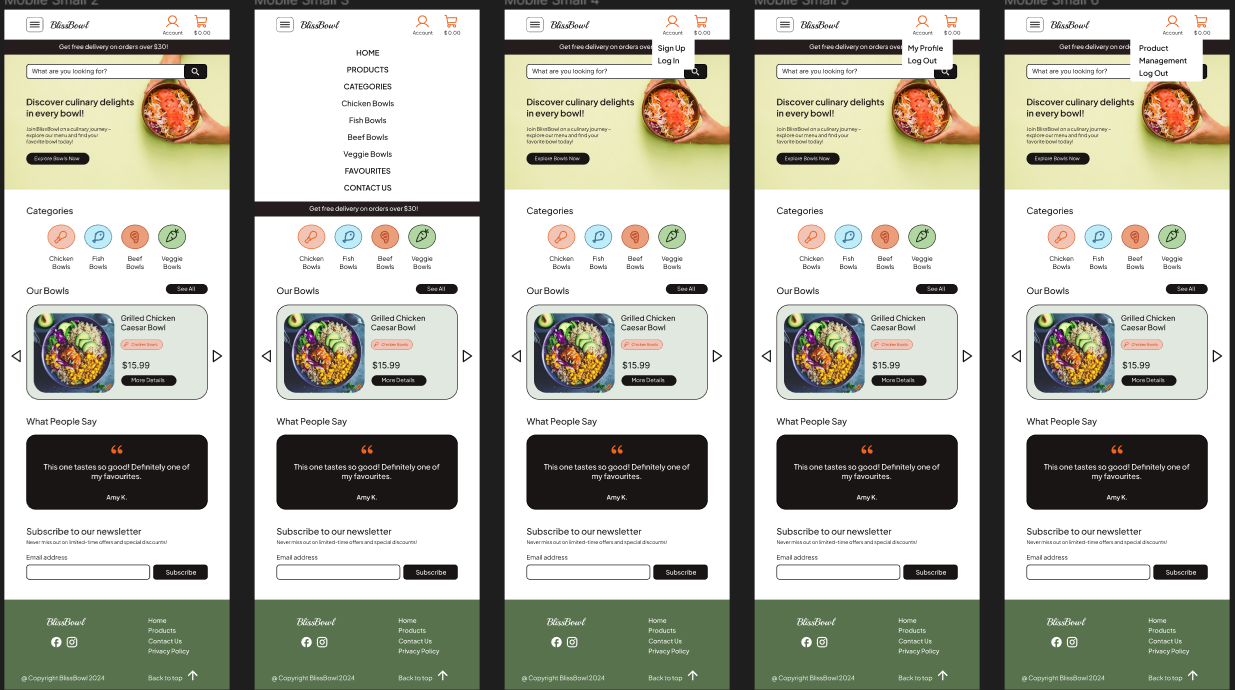 Mobile Small 2
BlissBowl
Account
$ 0.00
Get free delivery on orders over $30!
What are you looking for?
Discover culinary delights
in every bowl!
Join BlissBowl on a culinary journey –
explore our menu and find your
favorite bowl today!
Explore Bowls Now
Categories
Chicken Bowls
Fish Bowls
Beef Bowls
Veggie Bowls
Our Bowls
See All
Grilled Chicken
Caesar Bowl
Chicken Bowls
$15.99
More Details
What People Say
“
This one tastes so good! Definitely one of
my favourites.
Amy K.
Subscribe to our newsletter
Never miss out on limited-time offers and special discounts!
Email address
Subscribe
BlissBowl
Home
Products
Contact Us
Privacy Policy
@ Copyright BlissBowl 2024
Back to top
Mobile Small 3
BlissBowl
Account
$ 0.00
HOME
PRODUCTS
CATEGORIES
Chicken Bowls
Fish Bowls
Beef Bowls
Veggie Bowls
FAVOURITES
CONTACT US
Get free delivery on orders over $30!
Categories
Chicken Bowls
Fish Bowls
Beef Bowls
Veggie Bowls
Our Bowls
See All
Grilled Chicken
Caesar Bowl
Chicken Bowls
$15.99
More Details
What People Say
“
This one tastes so good! Definitely one of
my favourites.
Amy K.
Subscribe to our newsletter
Never miss out on limited-time offers and special discounts!
Email address
Subscribe
BlissBowl
Home
Products
Contact Us
Privacy Policy
@ Copyright BlissBowl 2024
Back to top
Mobile Small 4
BlissBowl
Account
$ 0.00
Get free delivery on orders over
Sign Up
Log In
What are you looking for?
Discover culinary delights
in every bowl!
Join BlissBowl on a culinary journey –
explore our menu and find your
favorite bowl today!
Explore Bowls Now
Categories
Chicken Bowls
Fish Bowls
Beef Bowls
Veggie Bowls
Our Bowls
See All
Grilled Chicken
Caesar Bowl
Chicken Bowls
$15.99
More Details
What People Say
“
This one tastes so good! Definitely one of
my favourites.
Amy K.
Subscribe to our newsletter
Never miss out on limited-time offers and special discounts!
Email address
Subscribe
BlissBowl
Home
Products
Contact Us
Privacy Policy
@ Copyright BlissBowl 2024
Back to top
Mobile Small 5
BlissBowl
Account
$ 0.00
Get free delivery on orders over
My Profile
Log Out
What are you looking for?
Discover culinary delights
in every bowl!
Join BlissBowl on a culinary journey –
explore our menu and find your
favorite bowl today!
Explore Bowls Now
Categories
Chicken Bowls
Fish Bowls
Beef Bowls
Veggie Bowls
Our Bowls
See All
Grilled Chicken
Caesar Bowl
Chicken Bowls
$15.99
More Details
What People Say
“
This one tastes so good! Definitely one of
my favourites.
Amy K.
Subscribe to our newsletter
Never miss out on limited-time offers and special discounts!
Email address
Subscribe
BlissBowl
Home
Products
Contact Us
Privacy Policy
@ Copyright BlissBowl 2024
Back to top
Mobile Small 6
BlissBowl
Account
$ 0.00
Get free delivery on
Product
Management
Log Out
What are you looking for?
Discover culinary delights
in every bowl!
Join BlissBowl on a culinary journey –
explore our menu and find your
favorite bowl today!
Explore Bowls Now
Categories
Chicken Bowls
Fish Bowls
Beef Bowls
Veggie Bowls
Our Bowls
See All
Grilled Chicken
Caesar Bowl
Chicken Bowls
$15.99
More Details
What People Say
“
This one tastes so good! Definitely one of
my favourites.
Amy K.
Subscribe to our newsletter
Never miss out on limited-time offers and special discounts!
Email address
Subscribe
BlissBowl
Home
Products
Contact Us
Privacy Policy
@ Copyright BlissBowl 2024
Back to top